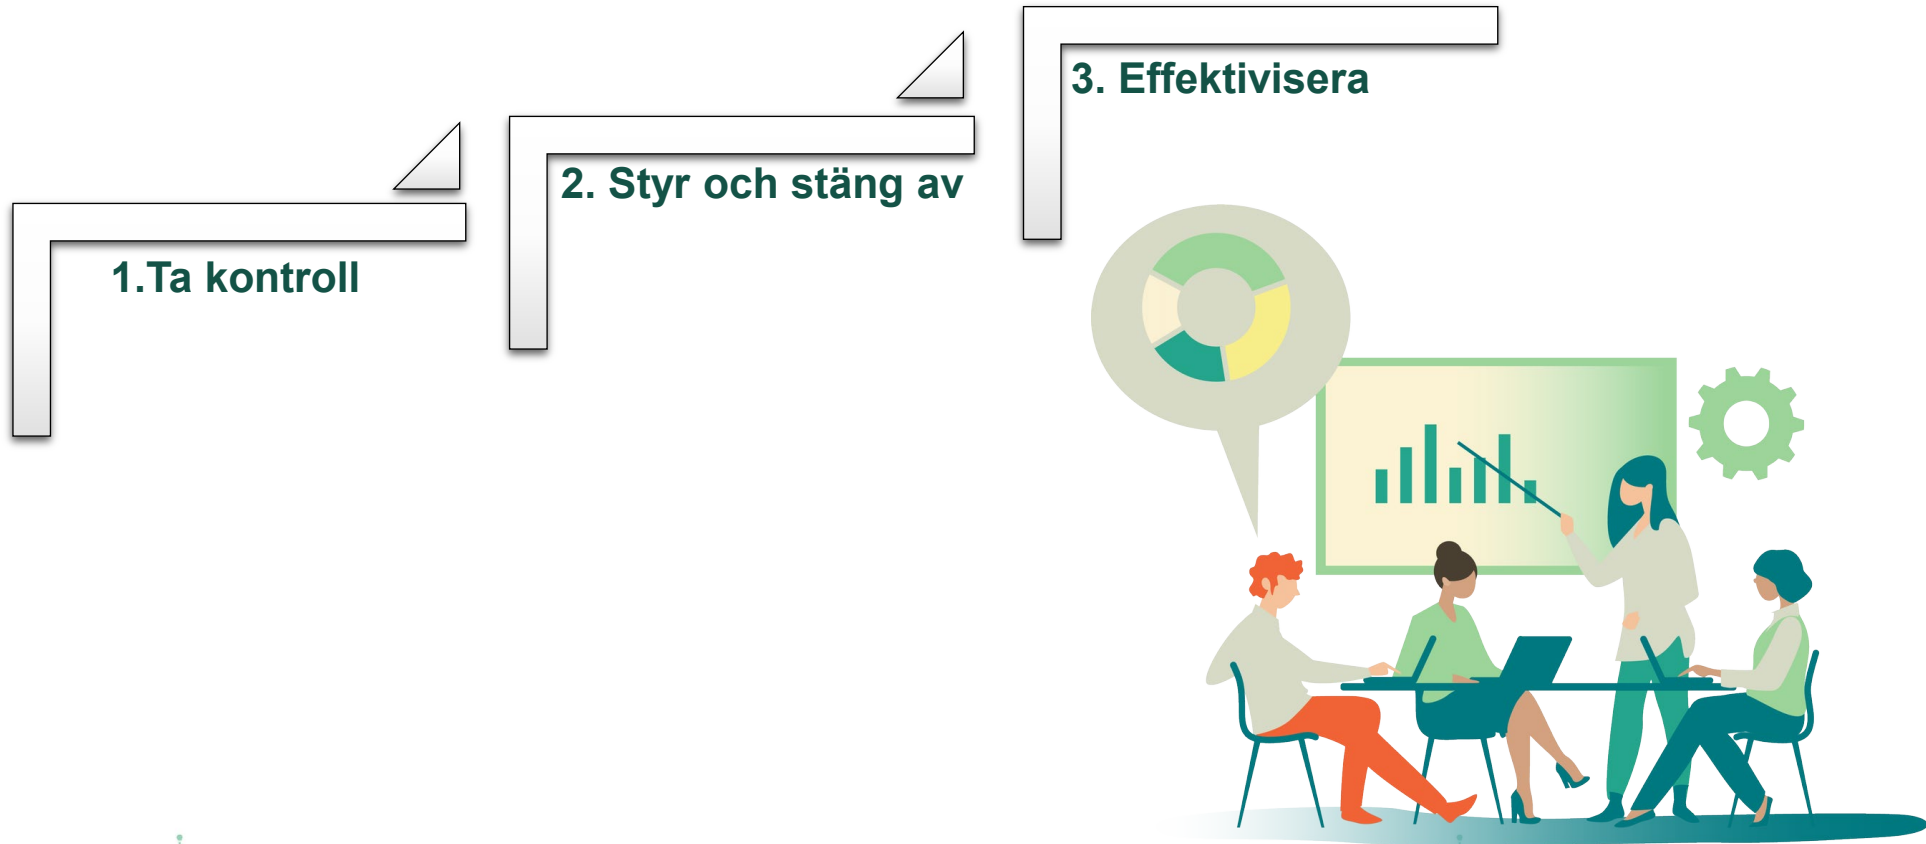 1.Ta kontroll
2. Styr och stäng av
3. Effektivisera